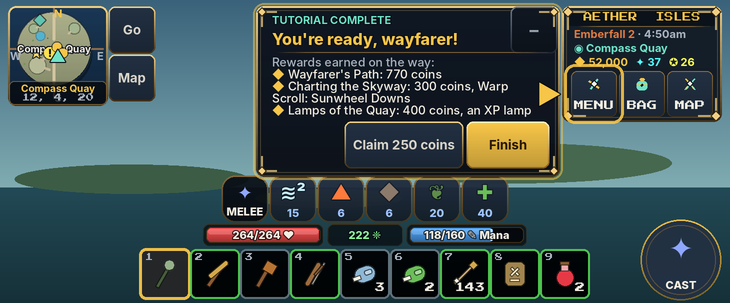 N
W
E
Compass Quay
Compass Quay
12, 4, 20
Go
Map
TUTORIAL COMPLETE
You're ready, wayfarer!
−
Rewards earned on the way:
◆ Wayfarer's Path: 770 coins
◆ Charting the Skyway: 300 coins, Warp
Scroll: Sunwheel Downs
◆ Lamps of the Quay: 400 coins, an XP lamp
Claim 250 coins
Finish
AETHER ISLES
Emberfall 2 · 4:50am
◉ Compass Quay
◆ 52,000 ✦ 37 ✪ 26
MENU
BAG
MAP
MELEE
2
15
6
6
20
40
264/264 ♥
222
118/160 Mana
1
2
3
4
5
3
6
2
7
143
8
9
2
CAST